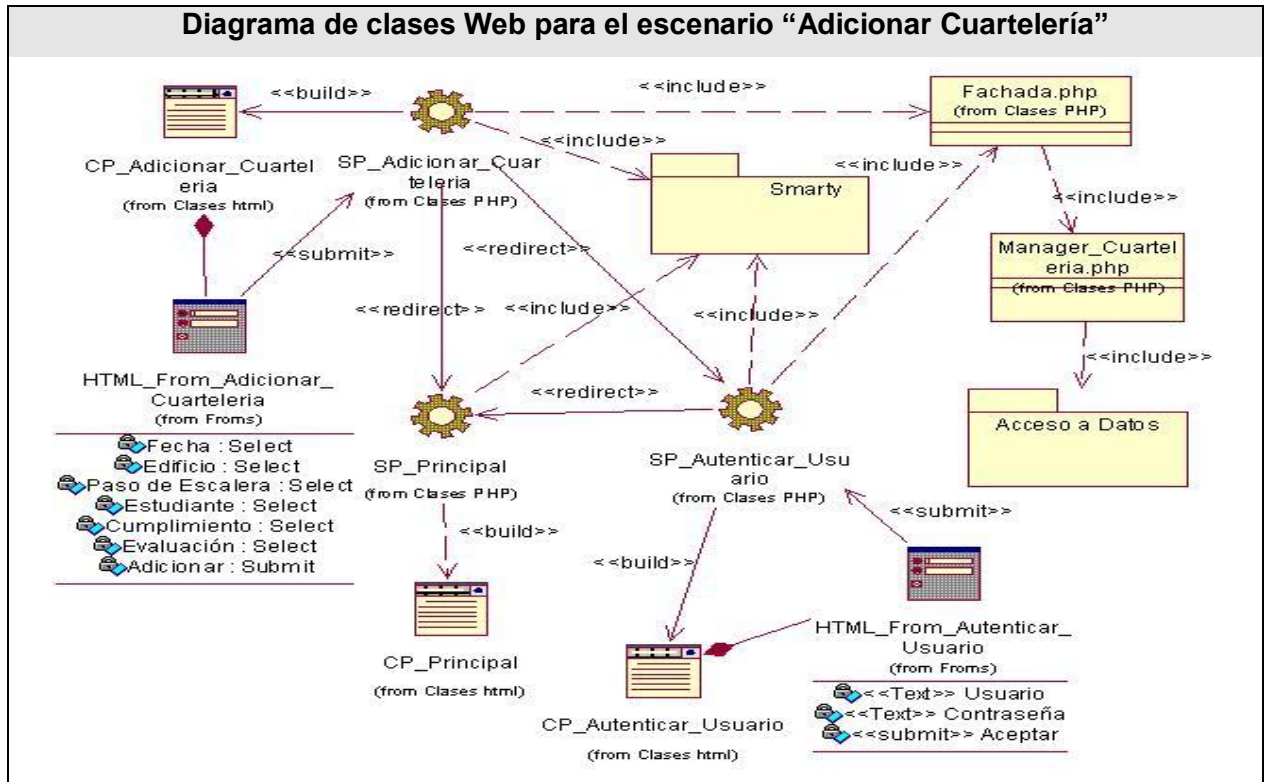 Diagrama de clases Web para el escenario “Adicionar Cuartelería”
<<build>>
<<include>>
Fachada.php
(from Clases PHP)
<<include>>
CP_Adicionar_Cuartel
eria
(from Clases html)
SP_Adicionar_Cuar
teleria
(from Clases PHP)
Smarty
<<include>>
<<include>>
<<submit>>
<<redirect>>
Manager_Cuartel
eria.php
(from Clases PHP)
<<redirect>>
<<include>>
<<include>>
<<include>>
HTML_From_Adicionar_
Cuarteleria
(from Froms)
<<redirect>>
Acceso a Datos
Fecha : Select
Edificio : Select
Paso de Escalera : Select
Estudiante : Select
Cumplimiento : Select
Evaluación : Select
Adicionar : Submit
SP_Principal
(from Clases PHP)
SP_Autenticar_Usu
ario
(from Clases PHP)
<<build>>
<<submit>>
<<build>>
CP_Principal
(from Clases html)
HTML_From_Autenticar_
Usuario
(from Froms)
<<Text>> Usuario
<<Text>> Contraseña
<<submit>> Aceptar
CP_Autenticar_Usuario
(from Clases html)